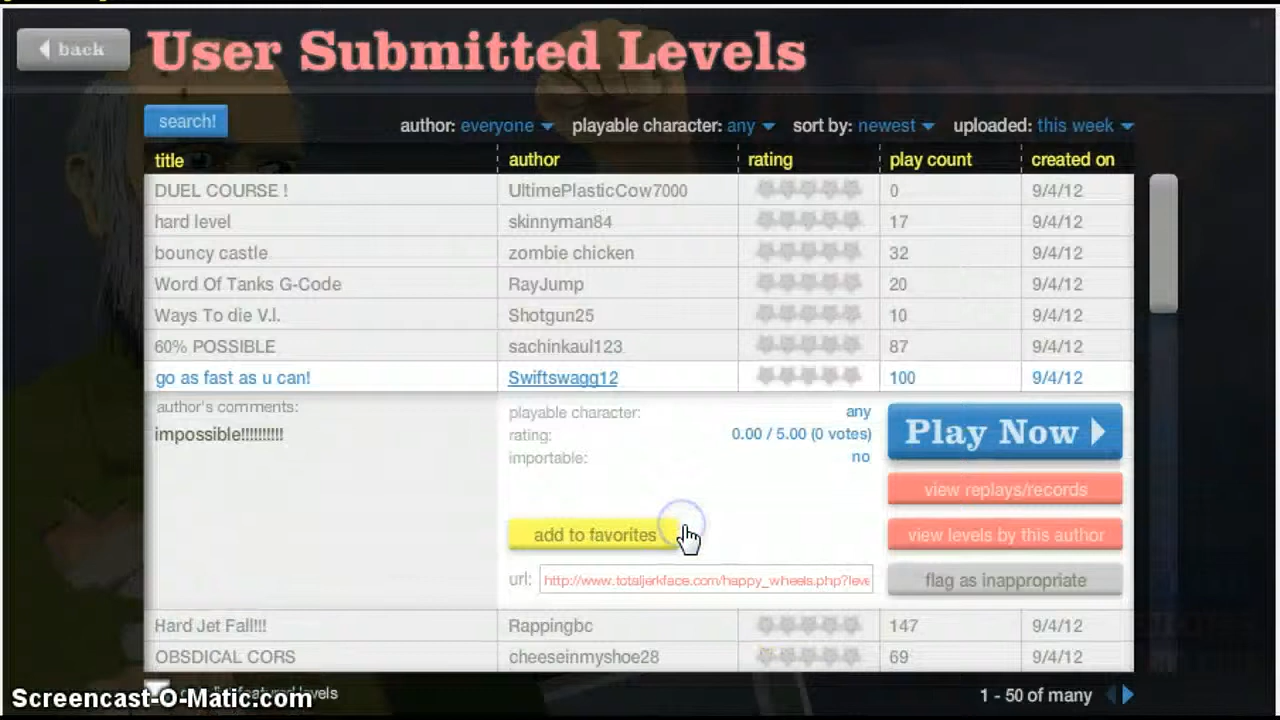 back
User Submitted Levels
search!
author: everyone playable character: any sort by: newest uploaded: this week
title author rating play count created on
DUEL COURSE ! UltimePlasticCow7000 0 9/4/12
hard level skinnyman84 17 9/4/12
bouncy castle zombie chicken 32 9/4/12
Word Of Tanks G-Code RayJump 20 9/4/12
Ways To die V.I. Shotgun25 10 9/4/12
60% POSSIBLE sachinkaul123 87 9/4/12
go as fast as u can! Swiftswagg12 100 9/4/12
author's comments:
impossible!!!!!!!!!!
playable character: any
rating: 0.00 / 5.00 (0 votes)
importable: no
add to favorites
url: http://www.totaljerkface.com/happy_wheels.php?leve
Play Now
view replays/records
view levels by this author
flag as inappropriate
Hard Jet Fall!!! Rappingbc 147 9/4/12
OBSDICAL CORS cheeseinmyshoe28 69 9/4/12
levels
1 - 50 of many
Screencast-O-Matic.com